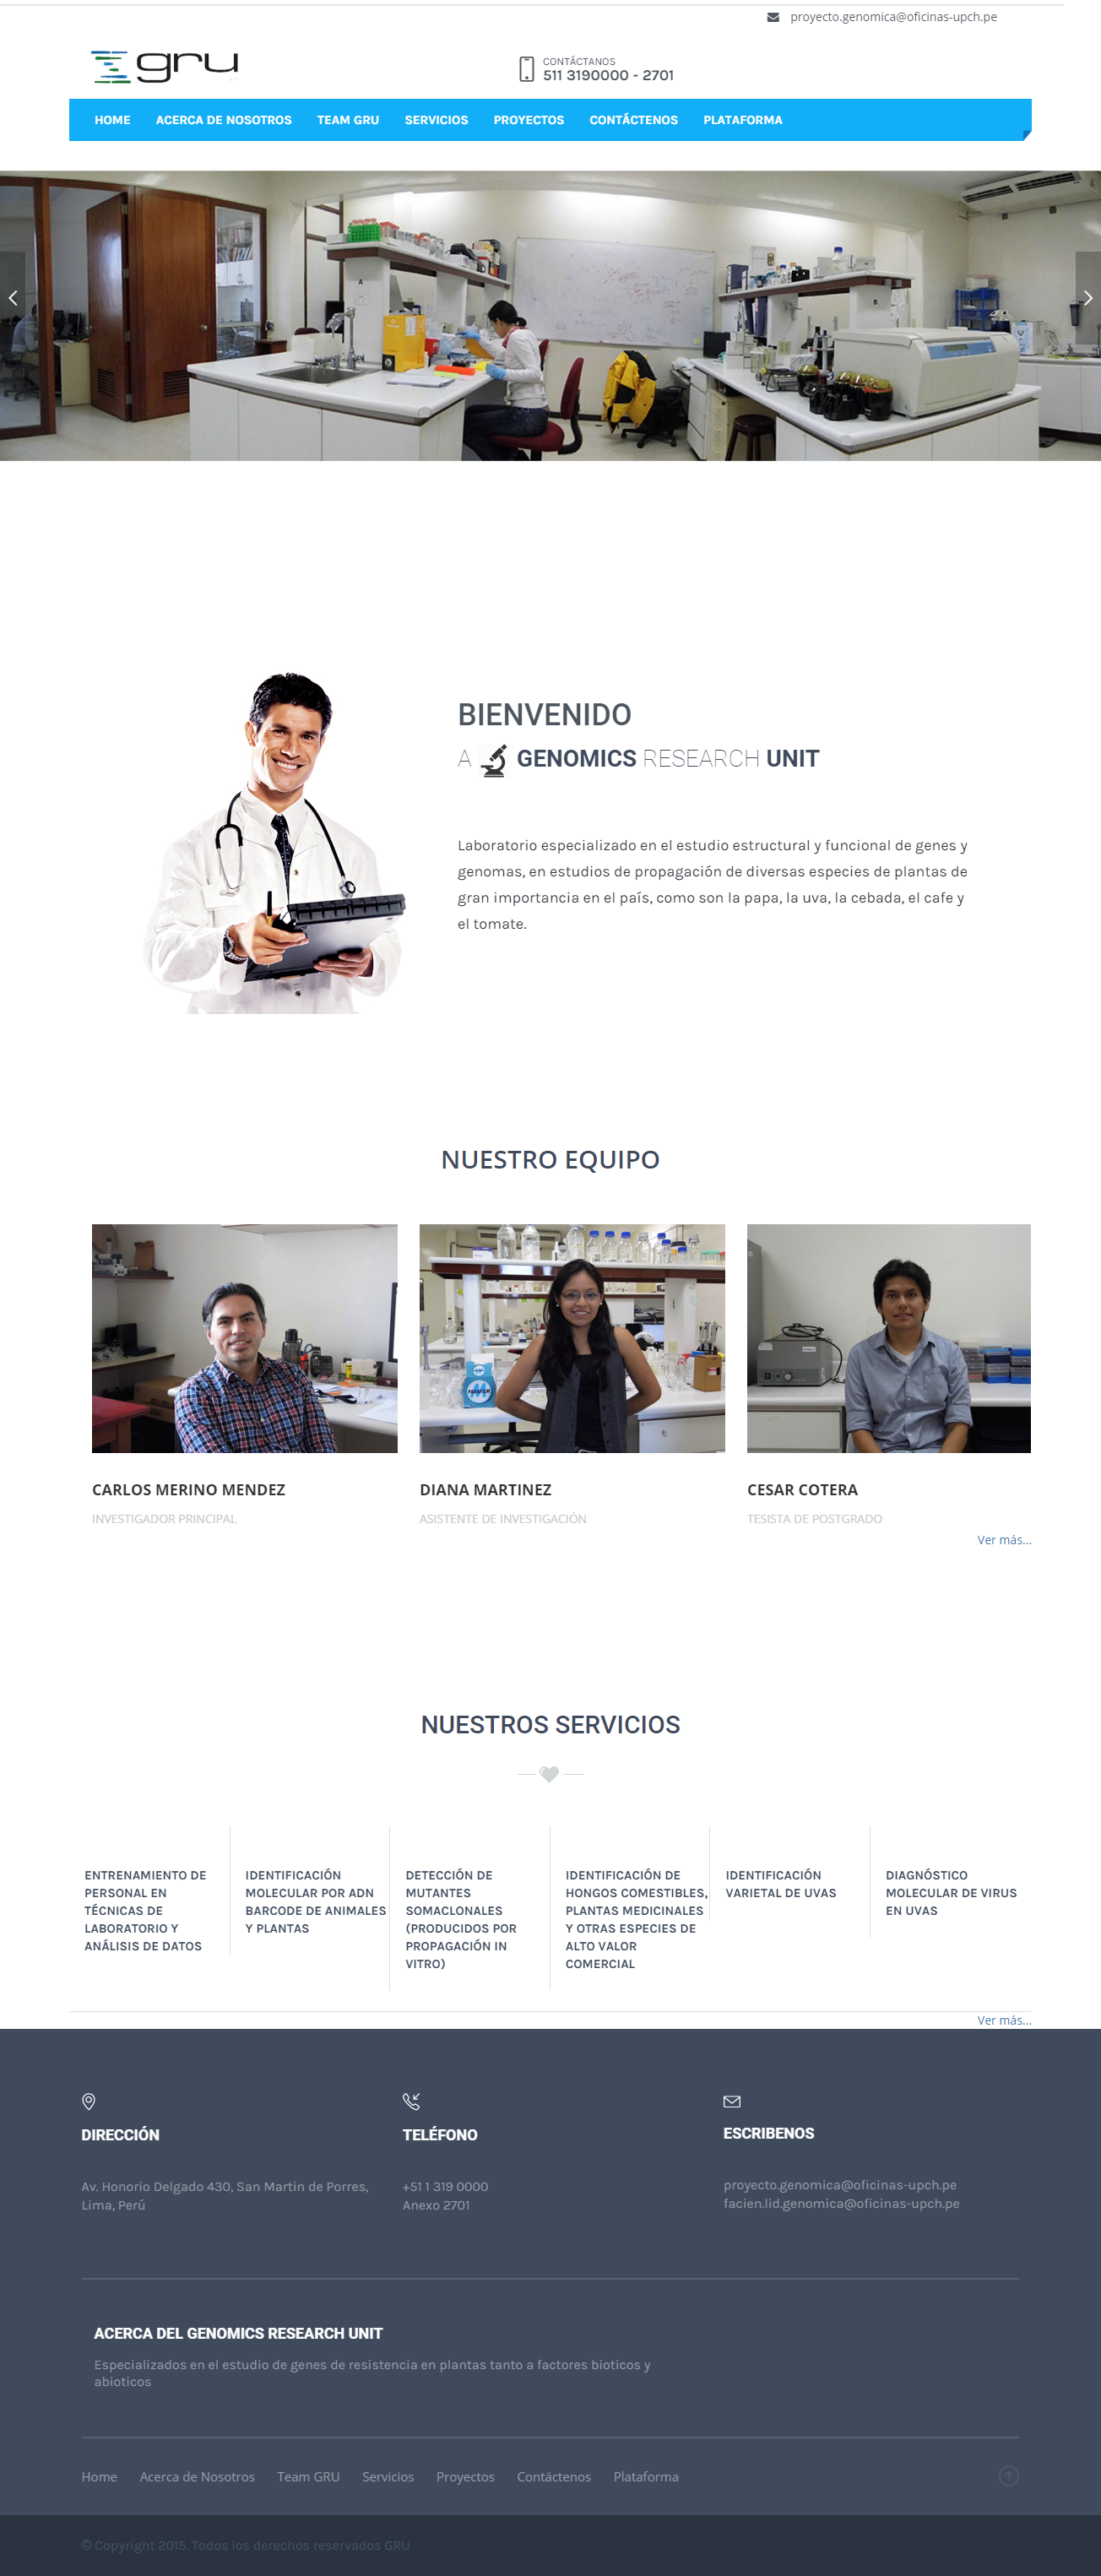 proyecto.genomica@oficinas-upch.pe
gru
CONTÁCTANOS
511 3190000 - 2701
HOME ACERCA DE NOSOTROS TEAM GRU SERVICIOS PROYECTOS CONTÁCTENOS PLATAFORMA
A
B
BIENVENIDO
A GENOMICS RESEARCH UNIT
Laboratorio especializado en el estudio estructural y funcional de genes y
genomas, en estudios de propagación de diversas especies de plantas de
gran importancia en el país, como son la papa, la uva, la cebada, el cafe y
el tomate.
NUESTRO EQUIPO
PARAFILM
CARLOS MERINO MENDEZ
INVESTIGADOR PRINCIPAL
DIANA MARTINEZ
ASISTENTE DE INVESTIGACIÓN
CESAR COTERA
TESISTA DE POSTGRADO
Ver más...
NUESTROS SERVICIOS
ENTRENAMIENTO DE
PERSONAL EN
TÉCNICAS DE
LABORATORIO Y
ANÁLISIS DE DATOS
IDENTIFICACIÓN
MOLECULAR POR ADN
BARCODE DE ANIMALES
Y PLANTAS
DETECCIÓN DE
MUTANTES
SOMACLONALES
(PRODUCIDOS POR
PROPAGACIÓN IN
VITRO)
IDENTIFICACIÓN DE
HONGOS COMESTIBLES,
PLANTAS MEDICINALES
Y OTRAS ESPECIES DE
ALTO VALOR
COMERCIAL
IDENTIFICACIÓN
VARIETAL DE UVAS
DIAGNÓSTICO
MOLECULAR DE VIRUS
EN UVAS
Ver más...
DIRECCIÓN
Av. Honorio Delgado 430, San Martin de Porres,
Lima, Perú
TELÉFONO
+51 1 319 0000
Anexo 2701
ESCRIBENOS
proyecto.genomica@oficinas-upch.pe
facien.lid.genomica@oficinas-upch.pe
ACERCA DEL GENOMICS RESEARCH UNIT
Especializados en el estudio de genes de resistencia en plantas tanto a factores bioticos y
abioticos
Home Acerca de Nosotros Team GRU Servicios Proyectos Contáctenos Plataforma
© Copyright 2015. Todos los derechos reservados GRU